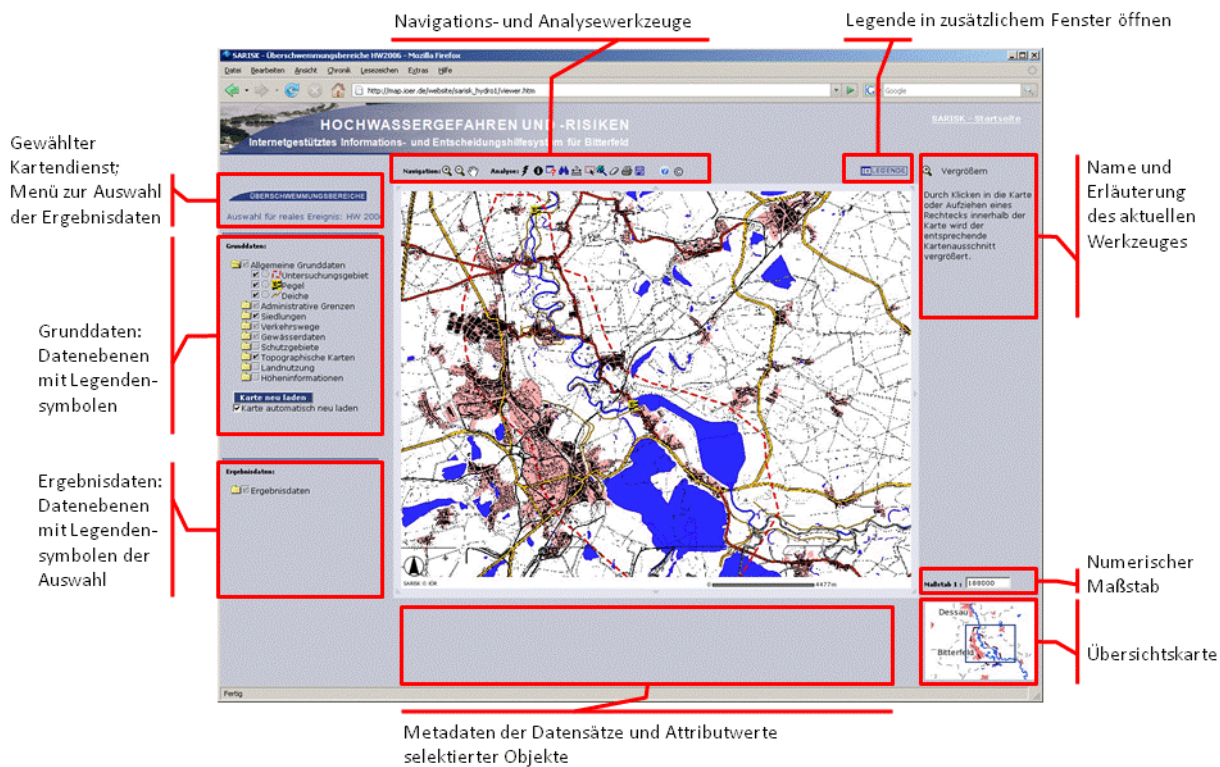 Navigations- und Analysewerkzeuge
Legende in zusätzlichem Fenster öffnen
SARISK - Überschwemmungsbereiche HW2006 - Mozilla Firefox
Datei Bearbeiten Ansicht Chronik Lesezeichen Extras Hilfe
http://map.ioer.de/website/sarisk_hydro1/viewer.htm
Google
HOCHWASSERGEFAHREN UND -RISIKEN
Internetgestütztes Informations- und Entscheidungshilfesystem für Bitterfeld
SARISK - Startseite
Gewählter
Kartendienst;
Menü zur Auswahl
der Ergebnisdaten
ÜBERSCHWEMMUNGSBEREICHE
Auswahl für reales Ereignis: HW 200
Navigation:
Analyse:
LEGENDE
Vergrößern
Durch Klicken in die Karte
oder Aufziehen eines
Rechtecks innerhalb der
Karte wird der
entsprechende
Kartenausschnitt
vergrößert.
Name und
Erläuterung
des aktuellen
Werkzeuges
Grunddaten:
Allgemeine Grunddaten
Untersuchungsgebiet
Pegel
Deiche
Administrative Grenzen
Siedlungen
Verkehrswege
Gewässerdaten
Schutzgebiete
Topographische Karten
Landnutzung
Höheninformationen
Karte neu laden
Karte automatisch neu laden
Grunddaten:
Datenebenen
mit Legenden-
symbolen
Ergebnisdaten:
Ergebnisdaten
Ergebnisdaten:
Datenebenen
mit Legenden-
symbolen der
Auswahl
SARISK © IÖR
0 4477m
Maßstab 1 : 180000
Numerischer
Maßstab
Dessau
Bitterfeld
Übersichtskarte
Fertig
Metadaten der Datensätze und Attributwerte
selektierter Objekte